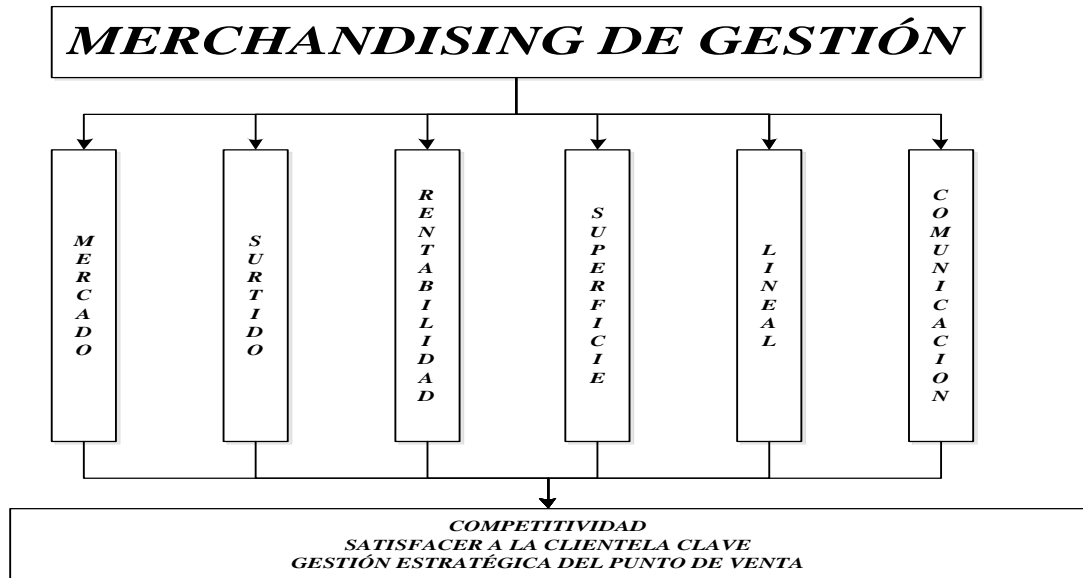 MERCHANDISING DE GESTIÓN
MERCADO
SURTIDO
RENTABILIDAD
SUPERFICIE
LINEAL
COMUNICACION
COMPETITIVIDAD
SATISFACER A LA CLIENTELA CLAVE
GESTIÓN ESTRATÉGICA DEL PUNTO DE VENTA